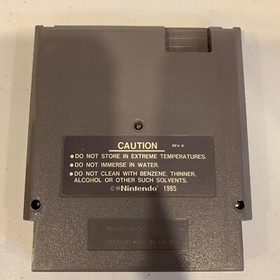 CAUTION REV-A
• DO NOT STORE IN EXTREME TEMPERATURES.
• DO NOT IMMERSE IN WATER.
• DO NOT CLEAN WITH BENZENE, THINNER,
ALCOHOL OR OTHER SUCH SOLVENTS.
©Nintendo 1985